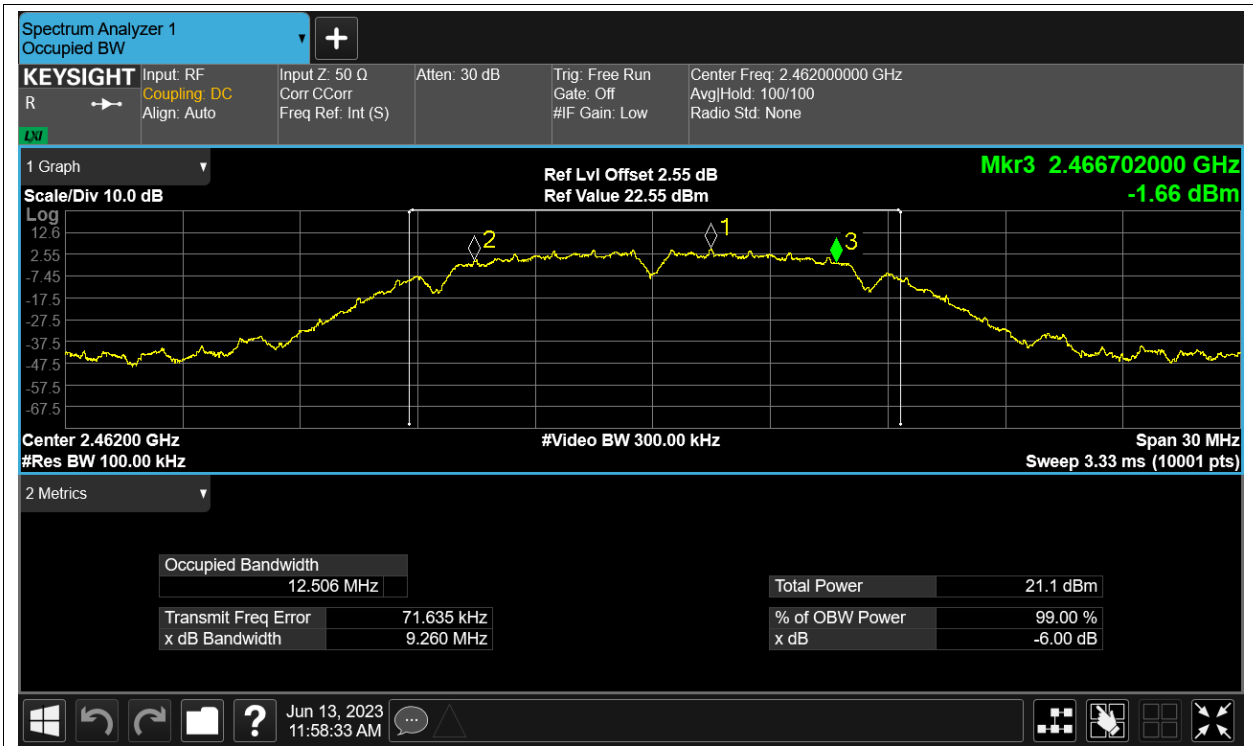 Spectrum Analyzer 1
Occupied BW
KEYSIGHT
R
LXI
Input: RF
Coupling: DC
Align: Auto
Input Z: 50 Ω
Corr CCorr
Freq Ref: Int (S)
Atten: 30 dB
Trig: Free Run
Gate: Off
#IF Gain: Low
Center Freq: 2.462000000 GHz
Avg|Hold: 100/100
Radio Std: None
1 Graph
Scale/Div 10.0 dB
Ref Lvl Offset 2.55 dB
Ref Value 22.55 dBm
Mkr3 2.466702000 GHz
-1.66 dBm
Log
12.6
2.55
-7.45
-17.5
-27.5
-37.5
-47.5
-57.5
-67.5
2
1
3
Center 2.46200 GHz
#Res BW 100.00 kHz
#Video BW 300.00 kHz
Span 30 MHz
Sweep 3.33 ms (10001 pts)
2 Metrics
Occupied Bandwidth
12.506 MHz
Transmit Freq Error 71.635 kHz
x dB Bandwidth 9.260 MHz
Total Power 21.1 dBm
% of OBW Power 99.00 %
x dB -6.00 dB
?
Jun 13, 2023
11:58:33 AM